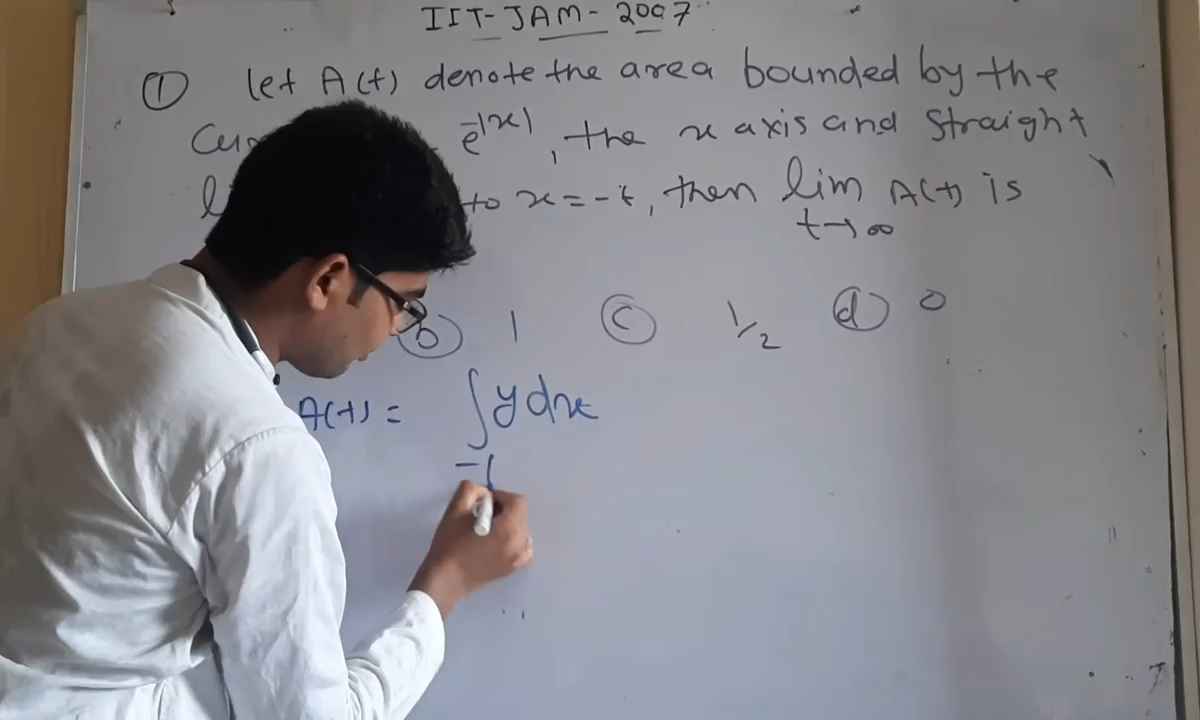 IIT-JAM-2007
① let A(t) denote the area bounded by the
e^-|x|, the x axis and straight
to x=-t, then lim A(t) is
t→∞
ⓑ 1 ⓒ 1/2 ⓓ 0
A(t) = ∫ y dx
-t